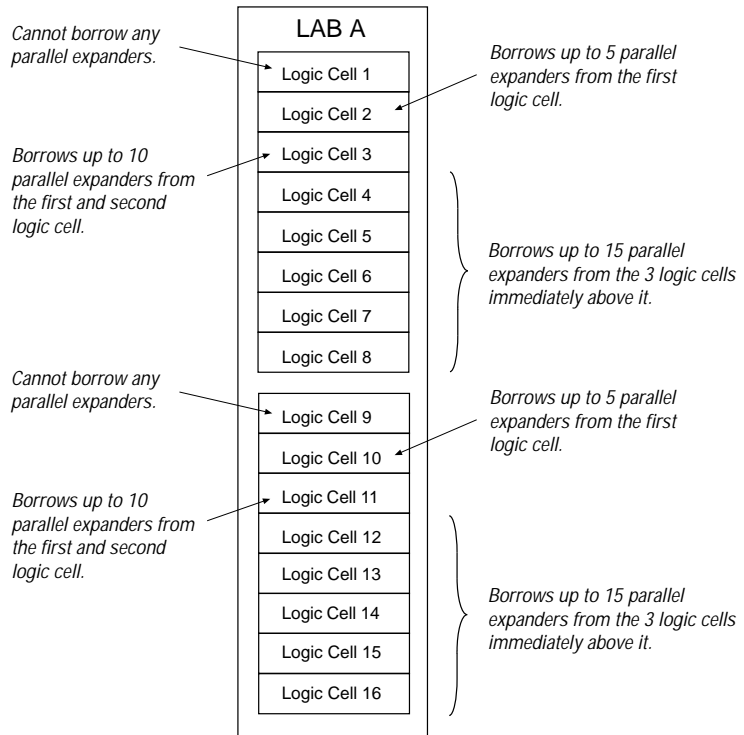 LAB A
Cannot borrow any
parallel expanders.
Logic Cell 1
Borrows up to 5 parallel
expanders from the first
logic cell.
Logic Cell 2
Borrows up to 10
parallel expanders from
the first and second
logic cell.
Logic Cell 3
Logic Cell 4
Logic Cell 5
Logic Cell 6
Logic Cell 7
Logic Cell 8
Borrows up to 15 parallel
expanders from the 3 logic cells
immediately above it.
Cannot borrow any
parallel expanders.
Logic Cell 9
Borrows up to 5 parallel
expanders from the first
logic cell.
Logic Cell 10
Borrows up to 10
parallel expanders from
the first and second
logic cell.
Logic Cell 11
Logic Cell 12
Logic Cell 13
Logic Cell 14
Logic Cell 15
Logic Cell 16
Borrows up to 15 parallel
expanders from the 3 logic cells
immediately above it.